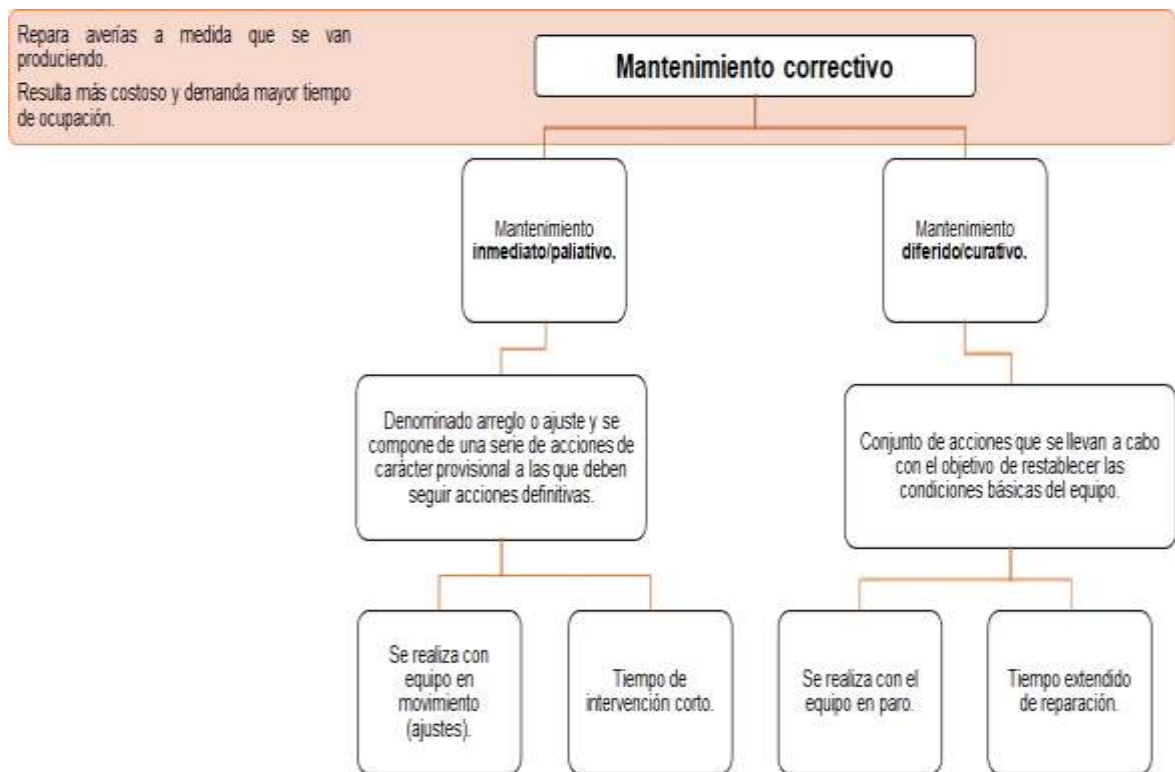 Repara averías a medida que se van
produciendo.
Resulta más costoso y demanda mayor tiempo
de ocupación.
Mantenimiento correctivo
Mantenimiento
inmediato/paliativo.
Mantenimiento
diferido/curativo.
Denominado arreglo o ajuste y se
compone de una serie de acciones de
carácter provisional a las que deben
seguir acciones definitivas.
Conjunto de acciones que se llevan a cabo
con el objetivo de restablecer las
condiciones básicas del equipo.
Se realiza con
equipo en
movimiento
(ajustes).
Tiempo de
intervención corto.
Se realiza con el
equipo en paro.
Tiempo extendido
de reparación.